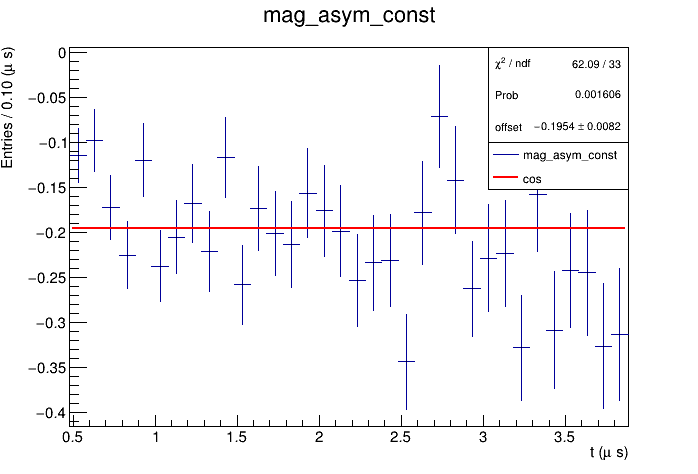 mag_asym_const
Entries / 0.10 (μ s)
χ² / ndf 62.09 / 33
Prob 0.001606
offset −0.1954 ± 0.0082
mag_asym_const
cos
0
−0.05
−0.1
−0.15
−0.2
−0.25
−0.3
−0.35
−0.4
0.5 1 1.5 2 2.5 3 3.5
t (μ s)